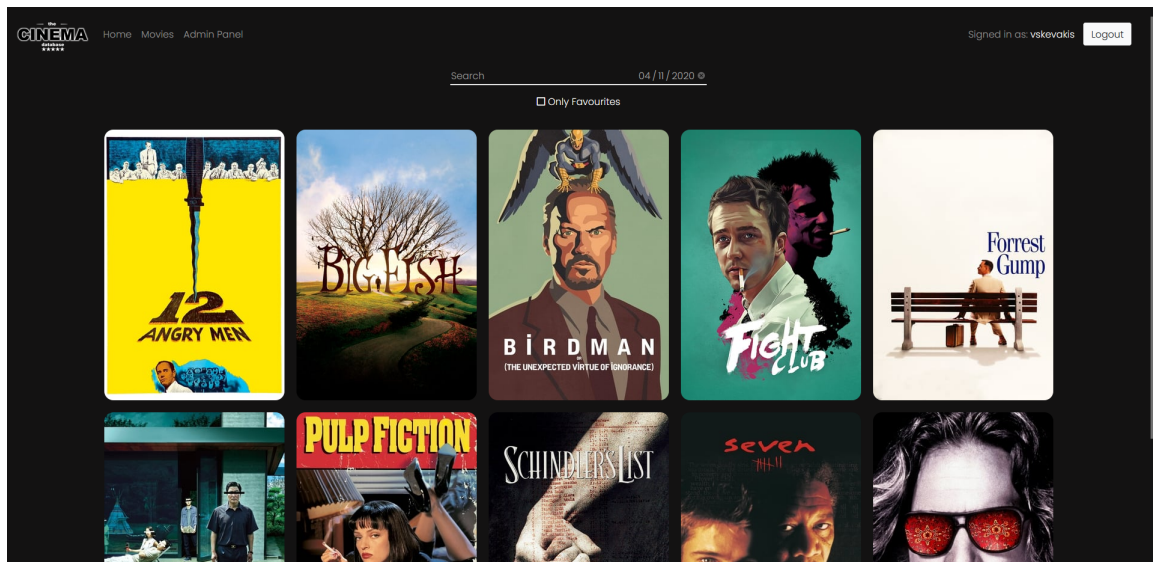 the
CINEMA
database
Home Movies Admin Panel
Signed in as: vskevakis Logout
Search 04/11/2020
Only Favourites
12
ANGRY MEN
BIG FISH
BiRDMAN
OR
(THE UNEXPECTED VIRTUE OF IGNORANCE)
FIGHT
CLUB
Forrest
Gump
PULP FICTION
SCHINDLER'S LIST
seven